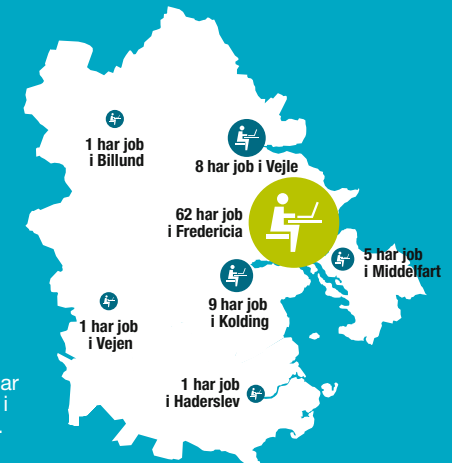 1 har job
i Billund
8 har job i Vejle
62 har job
i Fredericia
5 har job
i Middelfart
9 har job
i Kolding
1 har job
i Vejen
1 har job
i Haderslev
ar
i